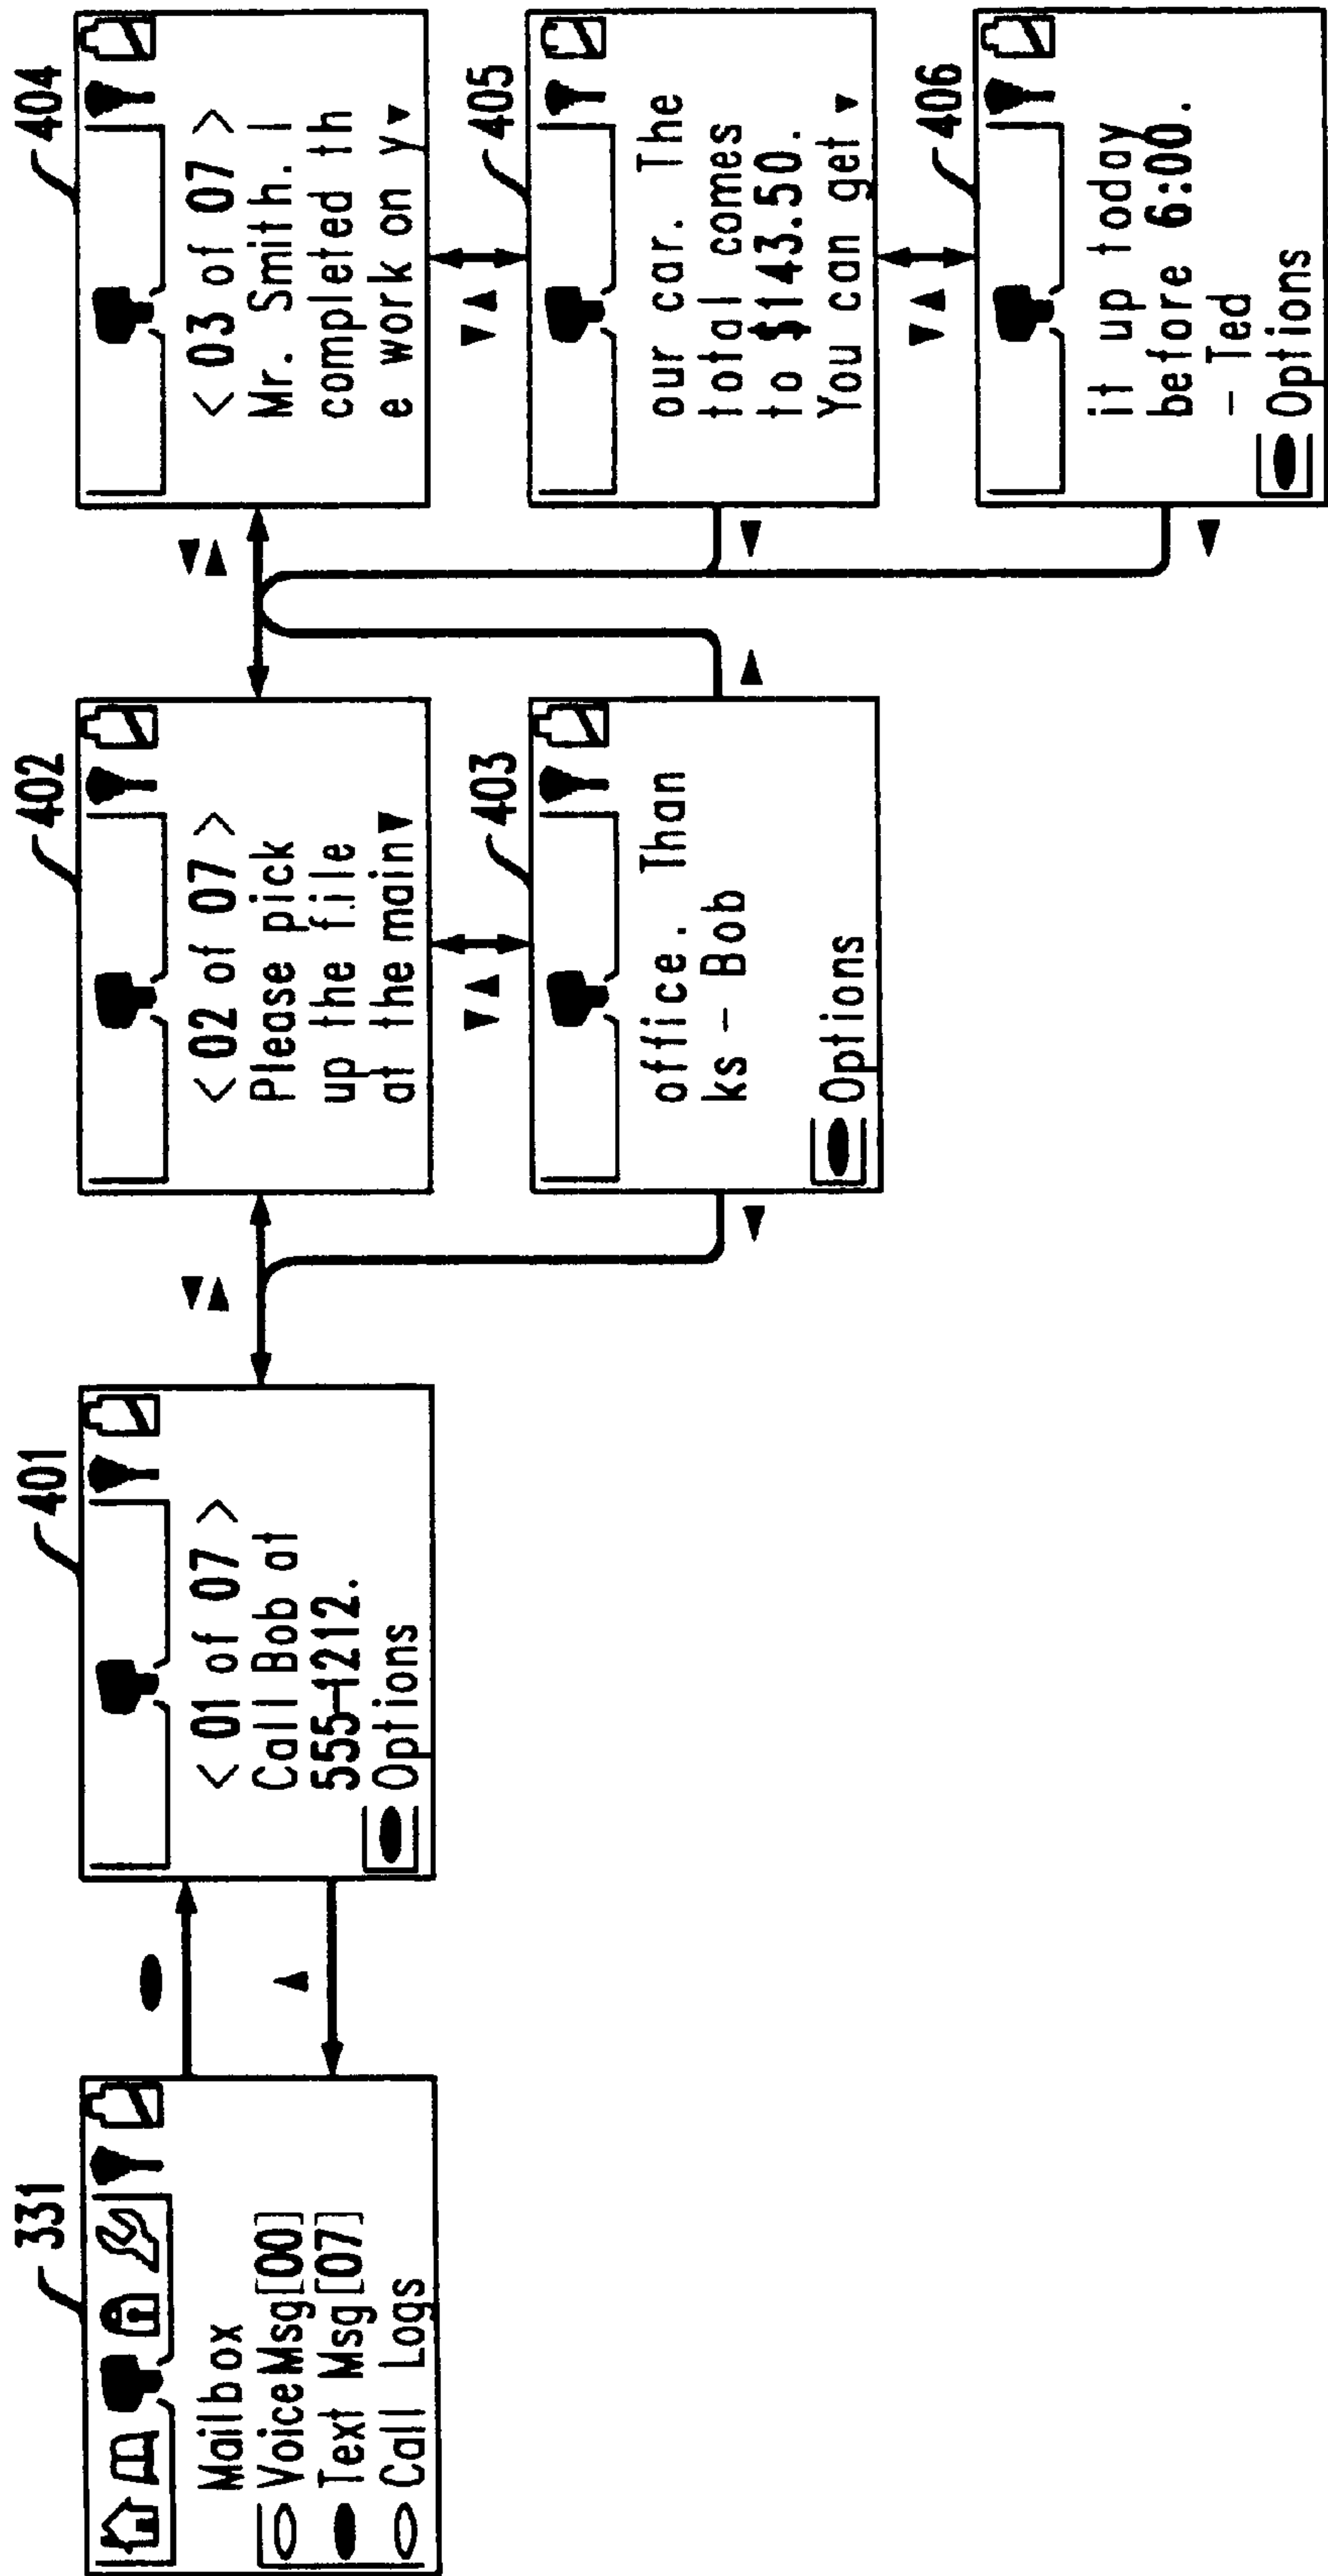 331
Mailbox
VoiceMsg[00]
Text Msg[07]
Call Logs
401
<01 of 07>
Call Bob at
555-1212.
Options
402
<02 of 07>
Please pick
up the file
at the main
403
office. Than
ks - Bob
Options
404
<03 of 07>
Mr. Smith. I
completed th
e work on y
405
our car. The
total comes
to $143.50.
You can get
406
it up today
before 6:00.
- Ted
Options